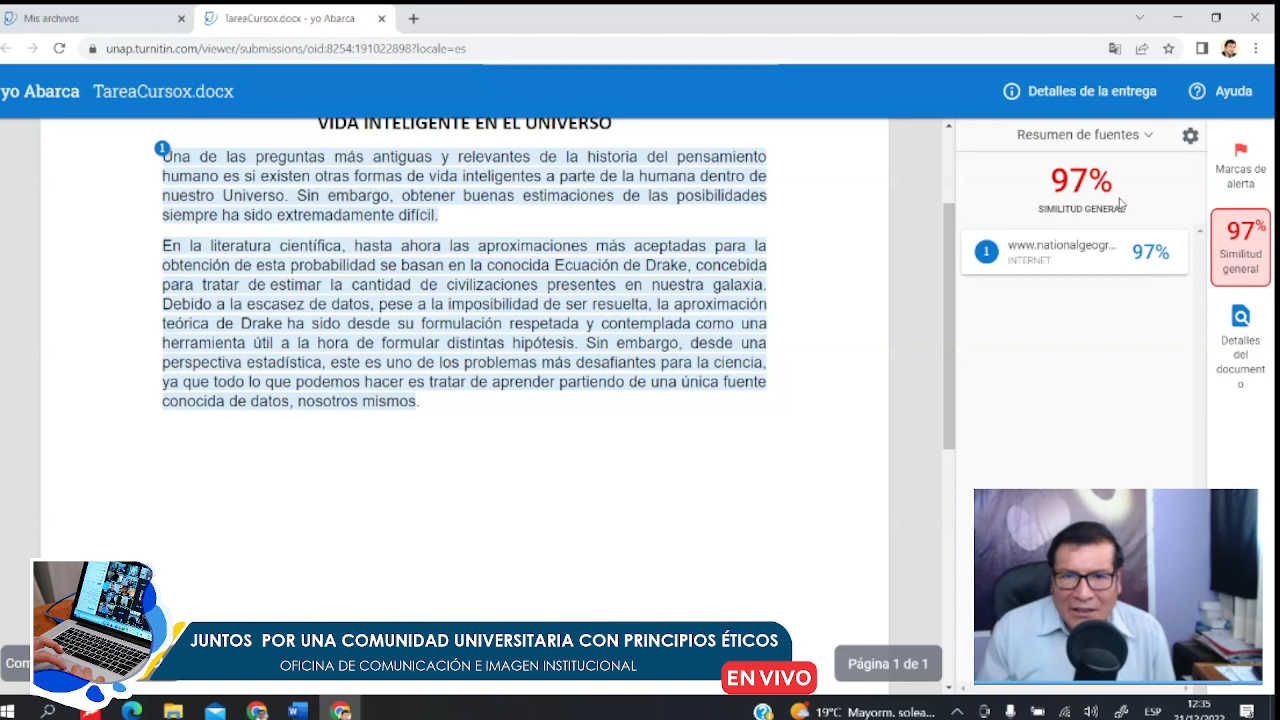 Mis archivos
TareaCursox.docx - yo Abarca
unap.turnitin.com/viewer/submissions/oid:8254:191022898?locale=es
yo Abarca TareaCursox.docx
Detalles de la entrega
Ayuda
VIDA INTELIGENTE EN EL UNIVERSO
1
Una de las preguntas más antiguas y relevantes de la historia del pensamiento
humano es si existen otras formas de vida inteligentes a parte de la humana dentro de
nuestro Universo. Sin embargo, obtener buenas estimaciones de las posibilidades
siempre ha sido extremadamente difícil.
En la literatura científica, hasta ahora las aproximaciones más aceptadas para la
obtención de esta probabilidad se basan en la conocida Ecuación de Drake, concebida
para tratar de estimar la cantidad de civilizaciones presentes en nuestra galaxia.
Debido a la escasez de datos, pese a la imposibilidad de ser resuelta, la aproximación
teórica de Drake ha sido desde su formulación respetada y contemplada como una
herramienta útil a la hora de formular distintas hipótesis. Sin embargo, desde una
perspectiva estadística, este es uno de los problemas más desafiantes para la ciencia,
ya que todo lo que podemos hacer es tratar de aprender partiendo de una única fuente
conocida de datos, nosotros mismos.
Resumen de fuentes
97%
SIMILITUD GENERAL
1 www.nationalgeogr... 97%
INTERNET
Marcas de
alerta
97%
Similitud
general
Detalles
del
document
o
Com
JUNTOS POR UNA COMUNIDAD UNIVERSITARIA CON PRINCIPIOS ÉTICOS
OFICINA DE COMUNICACIÓN E IMAGEN INSTITUCIONAL
EN VIVO
Página 1 de 1
19°C Mayorm. solea...
ESP
12:35
21/12/2022